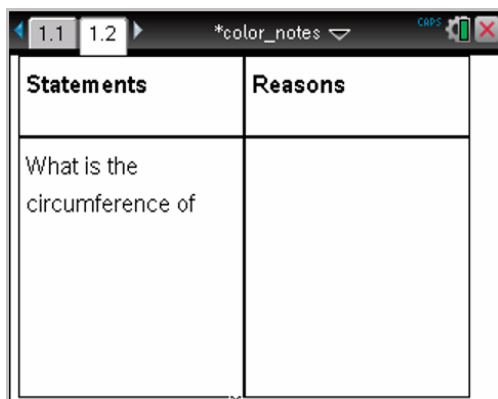 1.1 1.2 *color_notes CAPS
Statements Reasons
What is the
circumference of